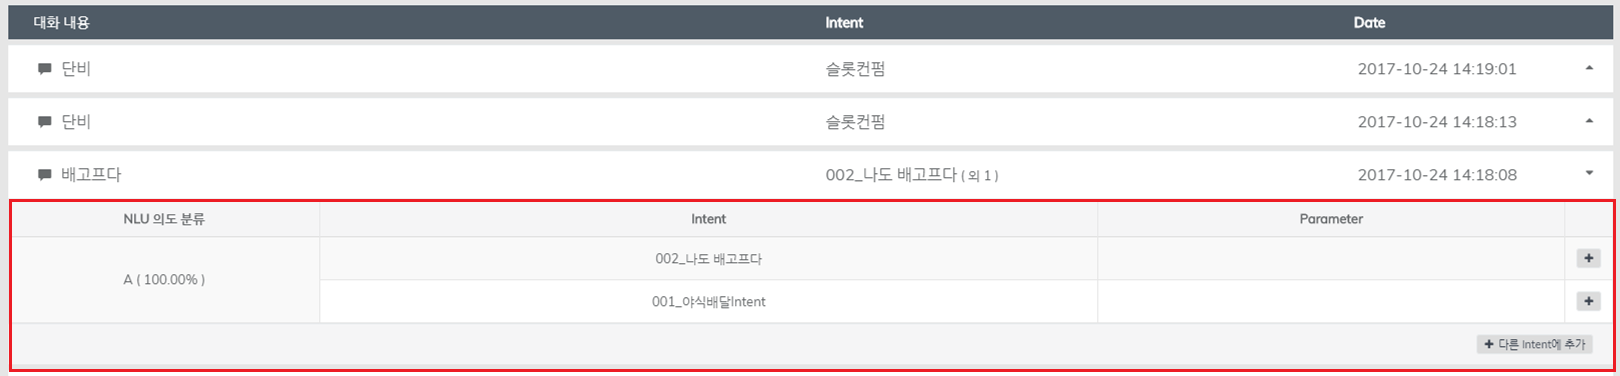 대화 내용 Intent Date
단비 슬롯컨펌 2017-10-24 14:19:01
단비 슬롯컨펌 2017-10-24 14:18:13
배고프다 002_나도 배고프다 ( 외 1 ) 2017-10-24 14:18:08
NLU 의도 분류 Intent Parameter
A ( 100.00% )
002_나도 배고프다
001_야식배달Intent
+ 다른 Intent에 추가